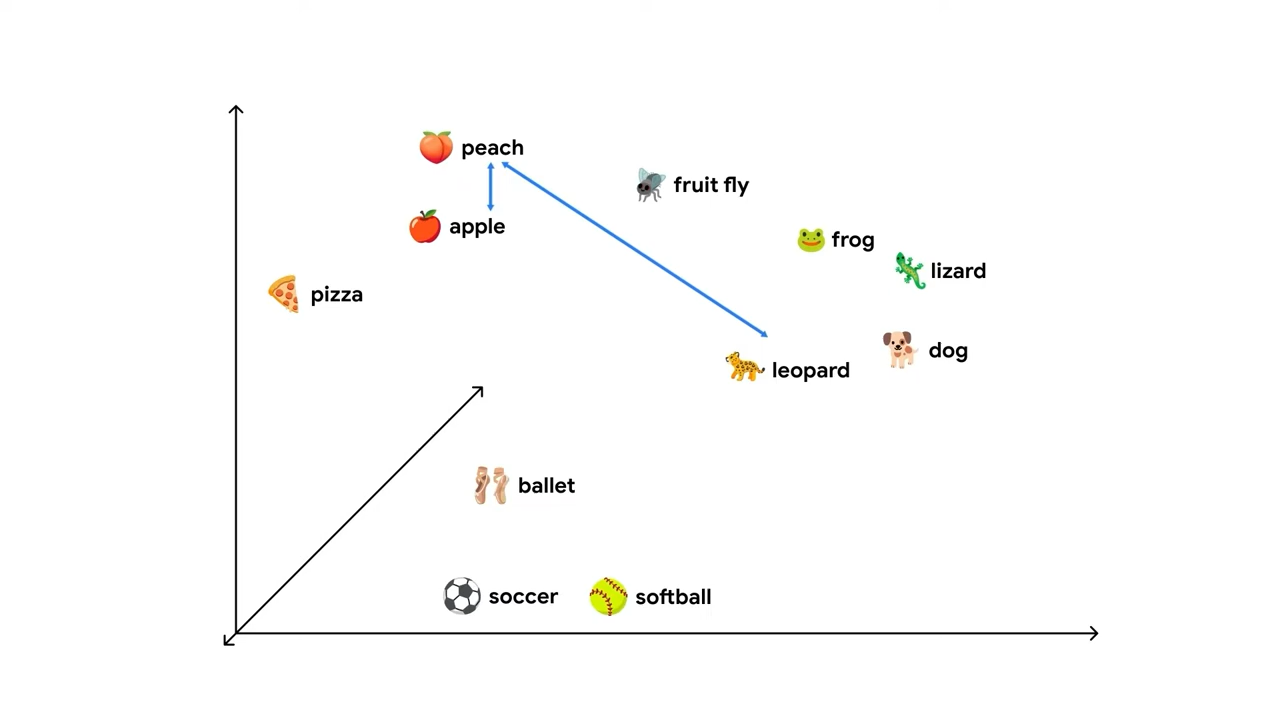 peach
fruit fly
apple
frog
lizard
pizza
dog
leopard
ballet
soccer
softball